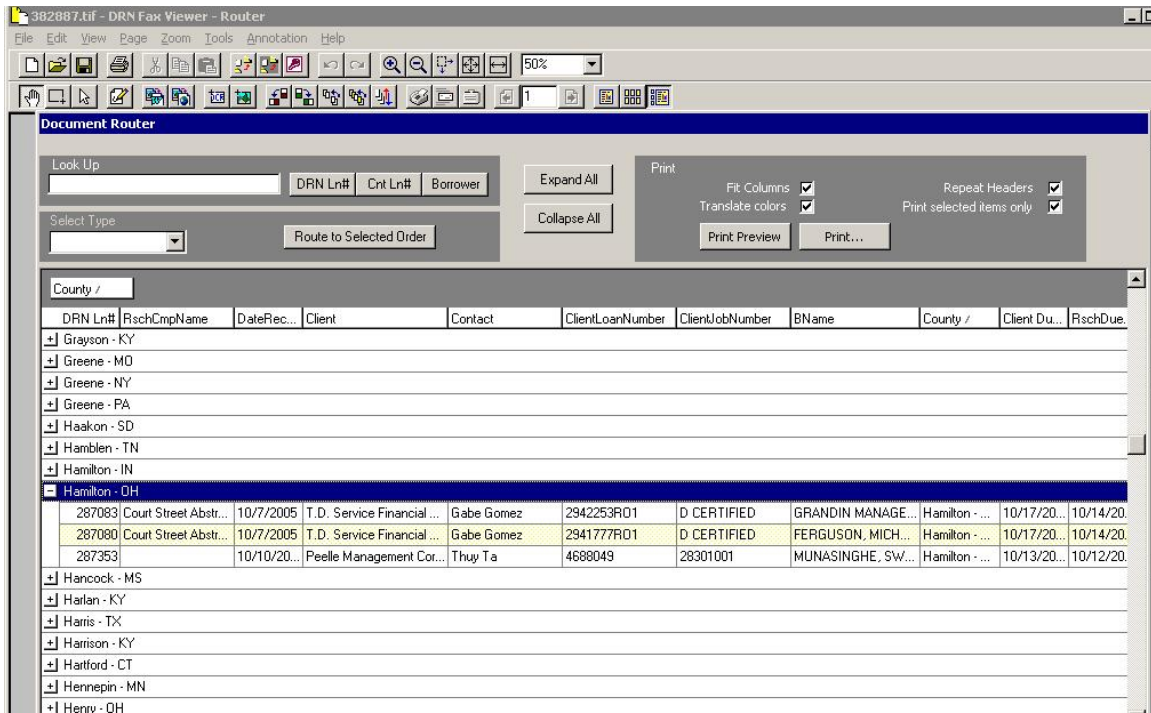 382887.tif - DRN Fax Viewer - Router
File Edit View Page Zoom Tools Annotation Help
50%
OCR 1
Document Router
Look Up
DRN Ln# Cnt Ln# Borrower
Select Type
Route to Selected Order
Expand All
Collapse All
Print
Fit Columns Repeat Headers
Translate colors Print selected items only
Print Preview Print...
County /
DRN Ln# RschCmpName DateRec... Client Contact ClientLoanNumber ClientJobNumber BName County / Client Du... RschDue.
Grayson - KY
Greene - MO
Greene - NY
Greene - PA
Haakon - SD
Hamblen - TN
Hamilton - IN
Hamilton - OH
287083 Court Street Abstr... 10/7/2005 T.D. Service Financial ... Gabe Gomez 2942253RO1 D CERTIFIED GRANDIN MANAGE... Hamilton - ... 10/17/20... 10/14/20.
287080 Court Street Abstr... 10/7/2005 T.D. Service Financial ... Gabe Gomez 2941777RO1 D CERTIFIED FERGUSON, MICH... Hamilton - ... 10/17/20... 10/14/20.
287353 10/10/20... Peelle Management Cor... Thuy Ta 4688049 28301001 MUNASINGHE, SW... Hamilton - ... 10/13/20... 10/12/20.
Hancock - MS
Harlan - KY
Harris - TX
Harrison - KY
Hartford - CT
Hennepin - MN
Henry - OH